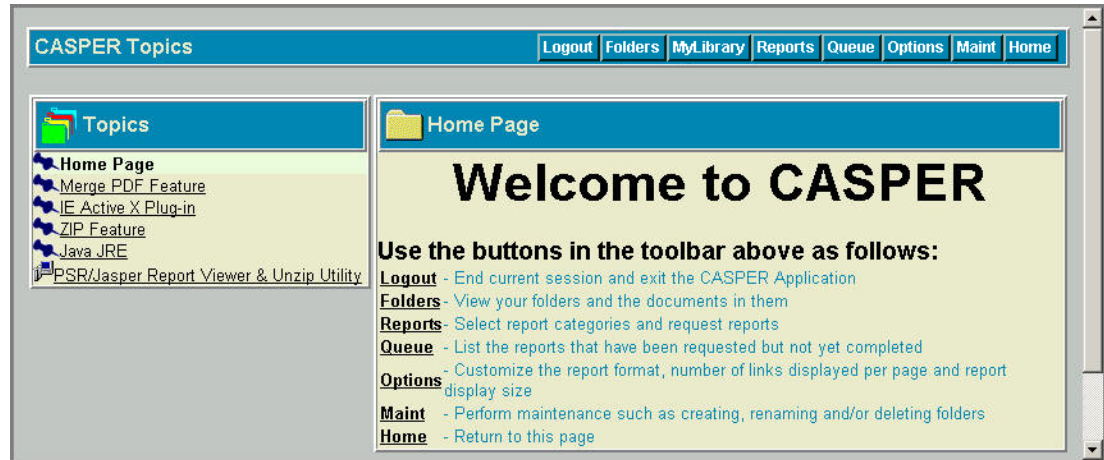 CASPER Topics
Logout Folders MyLibrary Reports Queue Options Maint Home
Topics
Home Page
Merge PDF Feature
IE Active X Plug-in
ZIP Feature
Java JRE
PSR/Jasper Report Viewer & Unzip Utility
Home Page
Welcome to CASPER
Use the buttons in the toolbar above as follows:
Logout - End current session and exit the CASPER Application
Folders - View your folders and the documents in them
Reports - Select report categories and request reports
Queue - List the reports that have been requested but not yet completed
Options - Customize the report format, number of links displayed per page and report
display size
Maint - Perform maintenance such as creating, renaming and/or deleting folders
Home - Return to this page